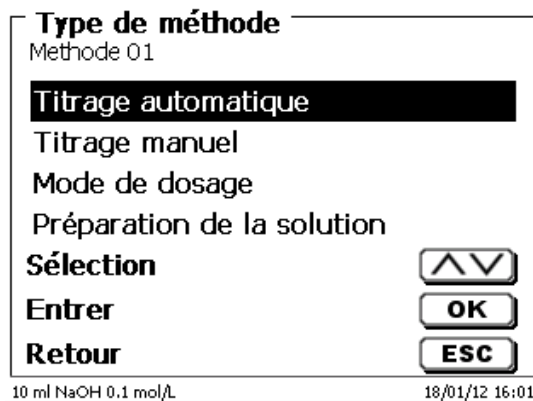 Type de méthode
Methode 01
Titrage automatique
Titrage manuel
Mode de dosage
Préparation de la solution
Sélection
Entrer OK
Retour ESC
10 ml NaOH 0.1 mol/L 18/01/12 16:01